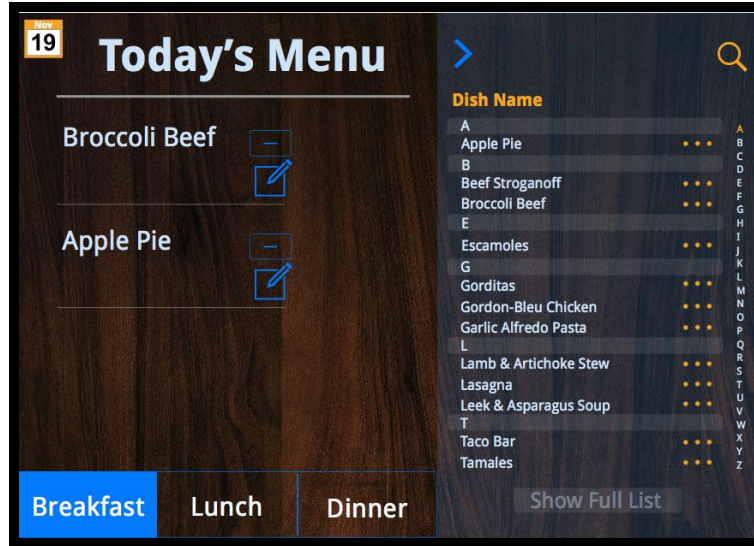 Nov
19
Today's Menu
Broccoli Beef
Apple Pie
Breakfast
Lunch
Dinner
Dish Name
A
Apple Pie
B
Beef Stroganoff
Broccoli Beef
E
Escamoles
G
Gorditas
Gordon-Bleu Chicken
Garlic Alfredo Pasta
L
Lamb & Artichoke Stew
Lasagna
Leek & Asparagus Soup
T
Taco Bar
Tamales
Show Full List
A
B
C
D
E
F
G
H
I
J
K
L
M
N
O
P
Q
R
S
T
U
V
W
X
Y
Z